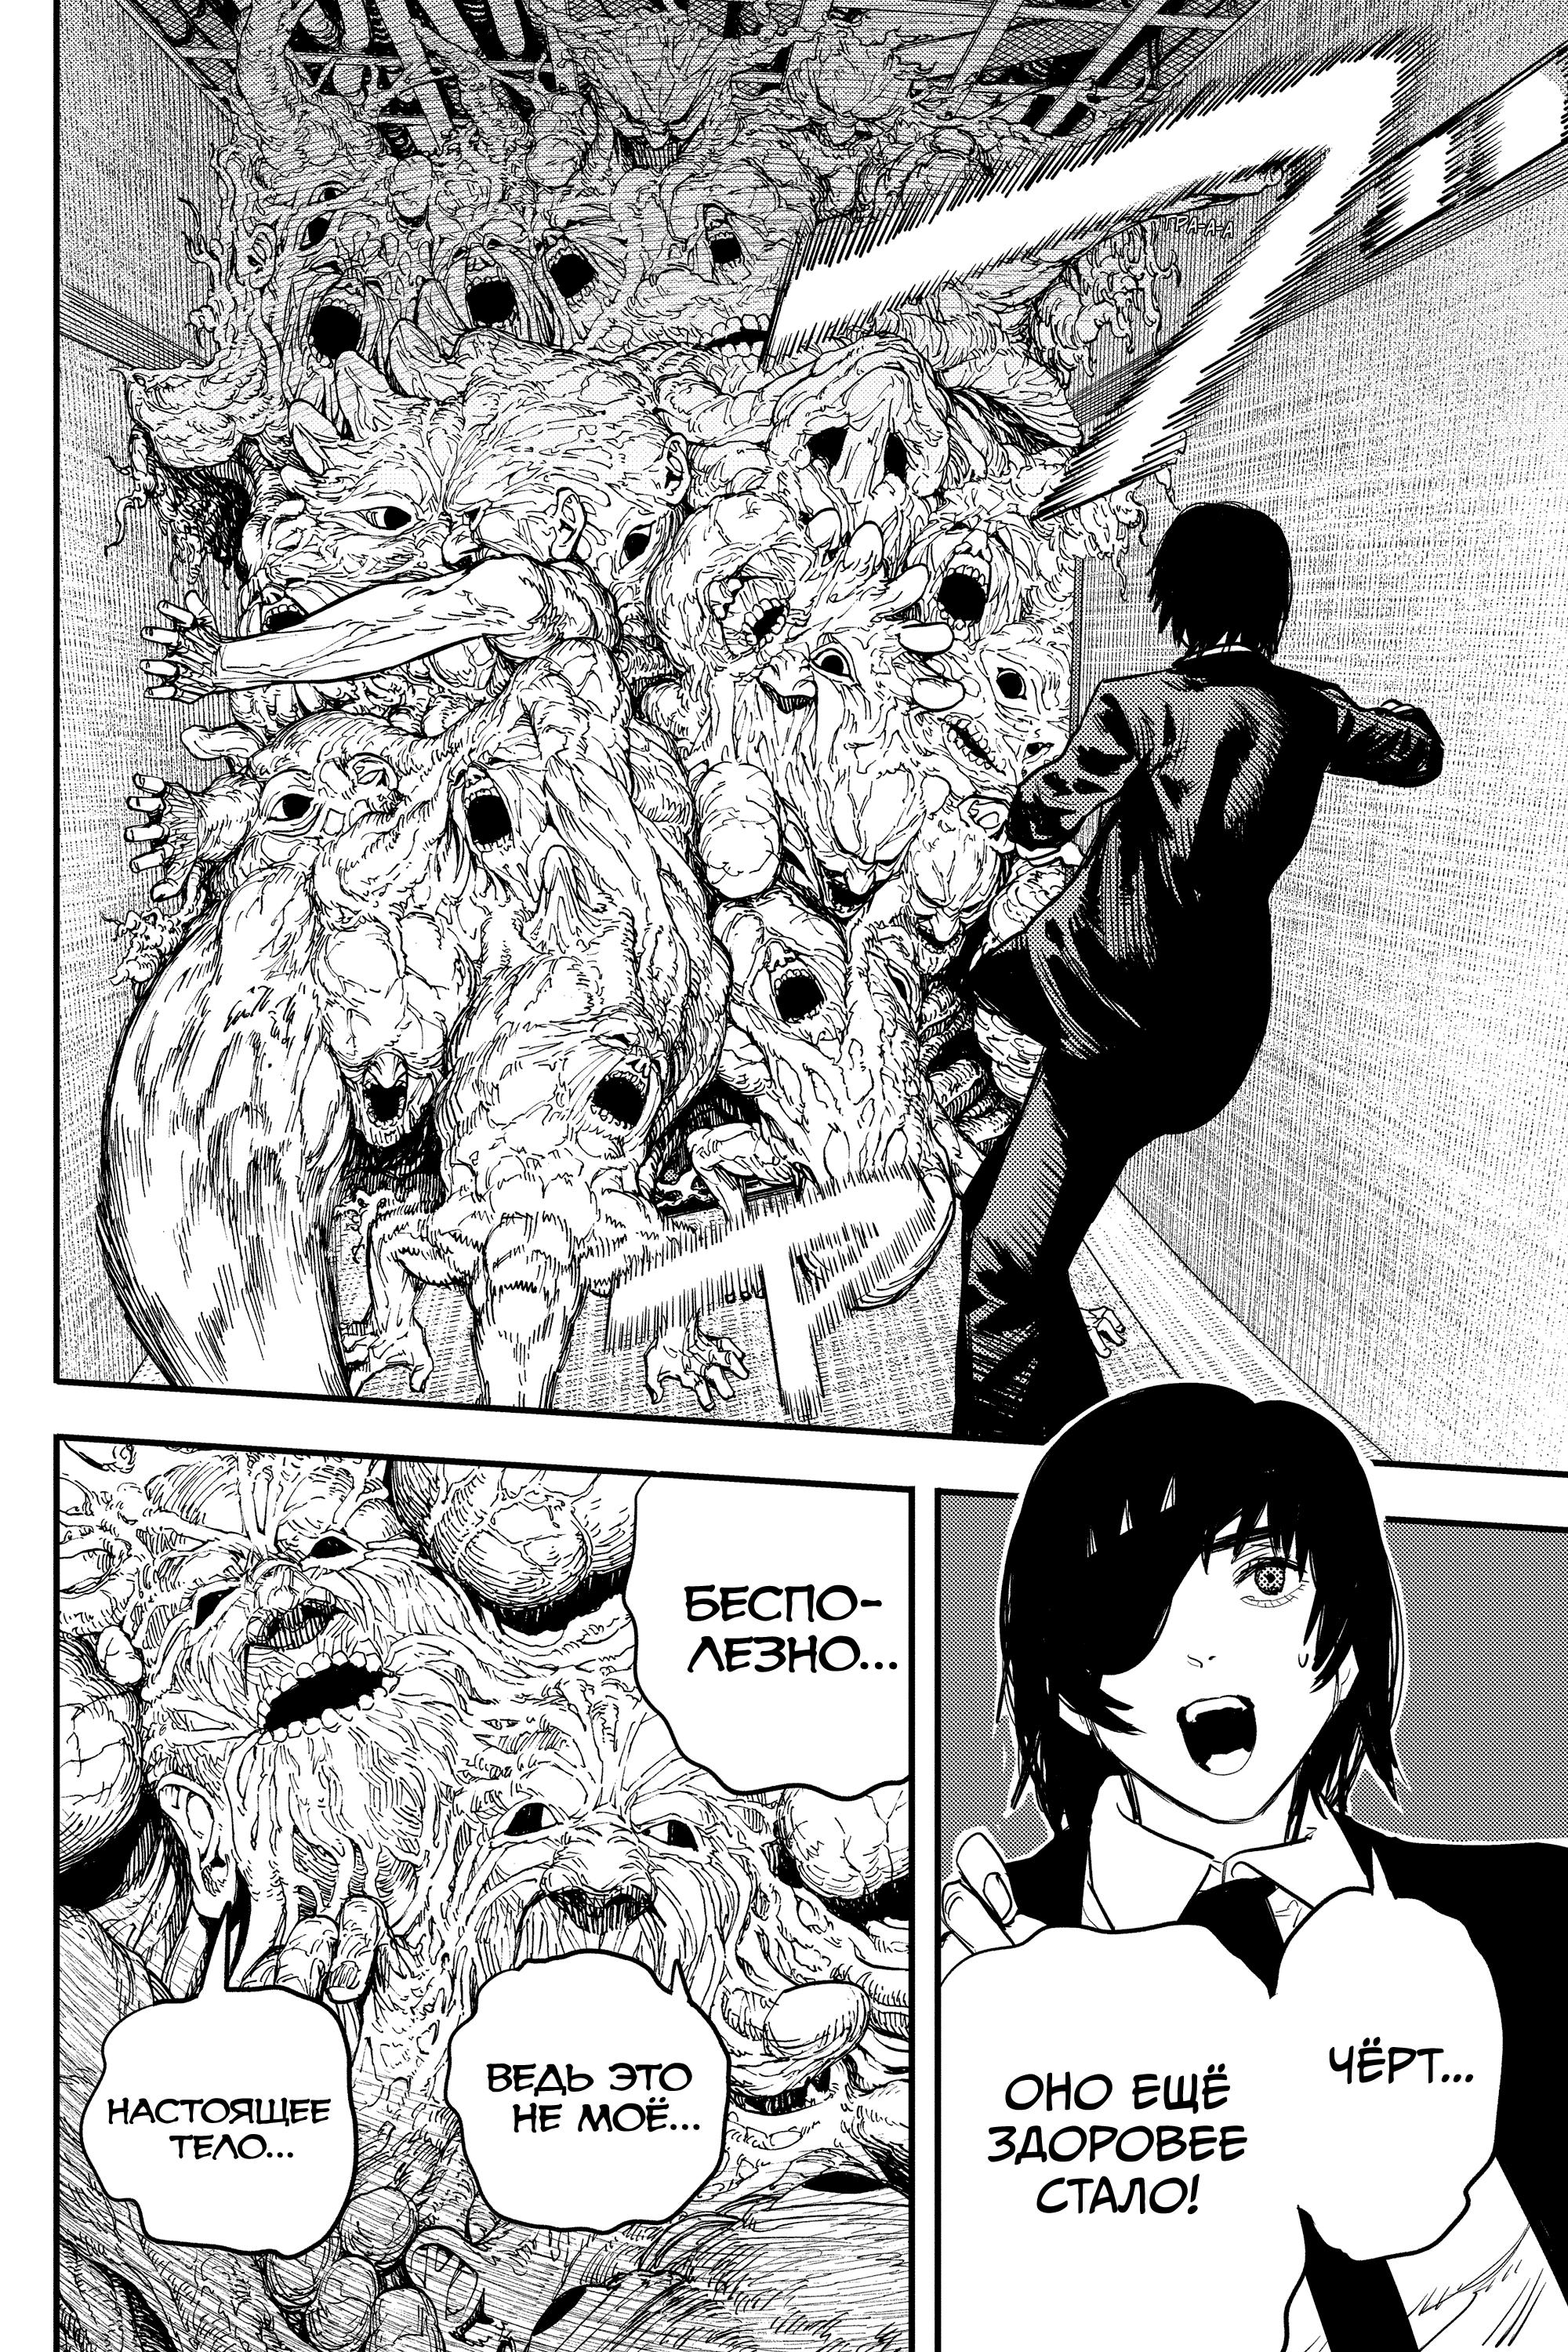 ГРА-А-А
ЧЁРТ...
ОНО ЕЩЁ
ЗДОРОВЕЕ
СТАЛО!
БЕСПО-
ЛЕЗНО...
ВЕДЬ ЭТО
НЕ МОЁ...
НАСТОЯЩЕЕ
ТЕЛО...